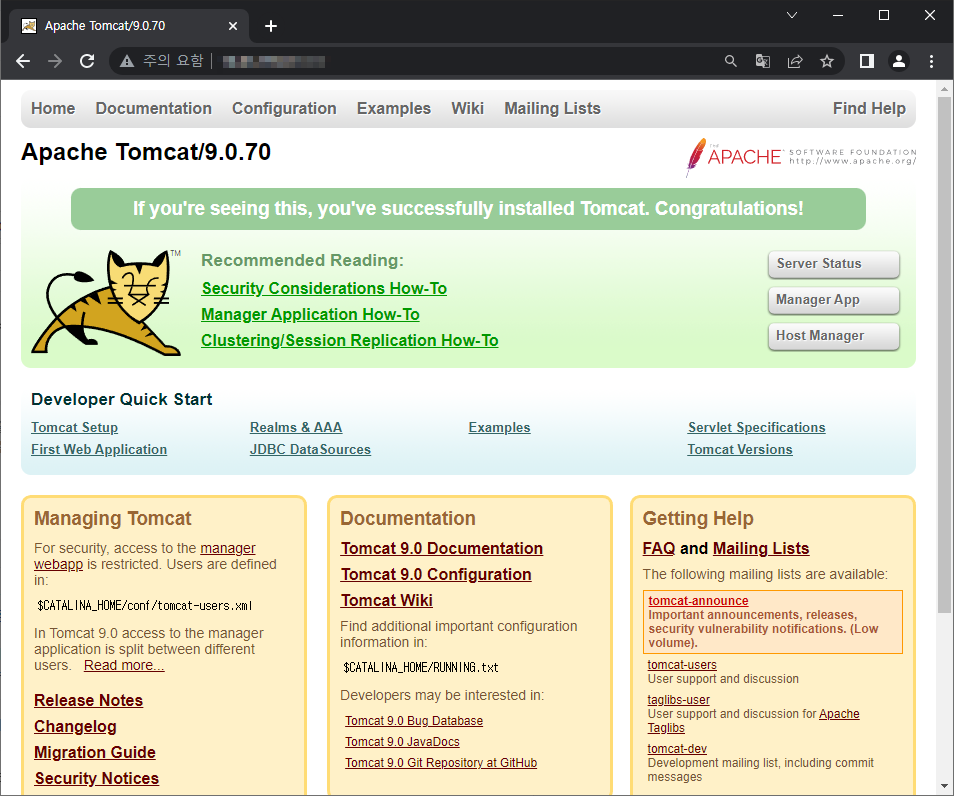 Apache Tomcat/9.0.70
주의 요함
Home Documentation Configuration Examples Wiki Mailing Lists Find Help
Apache Tomcat/9.0.70
THE APACHE SOFTWARE FOUNDATION
http://www.apache.org/
If you're seeing this, you've successfully installed Tomcat. Congratulations!
TM
Recommended Reading:
Security Considerations How-To
Manager Application How-To
Clustering/Session Replication How-To
Server Status
Manager App
Host Manager
Developer Quick Start
Tomcat Setup
First Web Application
Realms & AAA
JDBC DataSources
Examples
Servlet Specifications
Tomcat Versions
Managing Tomcat
For security, access to the manager
webapp is restricted. Users are defined
in:
$CATALINA_HOME/conf/tomcat-users.xml
In Tomcat 9.0 access to the manager
application is split between different
users. Read more...
Release Notes
Changelog
Migration Guide
Security Notices
Documentation
Tomcat 9.0 Documentation
Tomcat 9.0 Configuration
Tomcat Wiki
Find additional important configuration
information in:
$CATALINA_HOME/RUNNING.txt
Developers may be interested in:
Tomcat 9.0 Bug Database
Tomcat 9.0 JavaDocs
Tomcat 9.0 Git Repository at GitHub
Getting Help
FAQ and Mailing Lists
The following mailing lists are available:
tomcat-announce
Important announcements, releases,
security vulnerability notifications. (Low
volume).
tomcat-users
User support and discussion
taglibs-user
User support and discussion for Apache
Taglibs
tomcat-dev
Development mailing list, including commit
messages